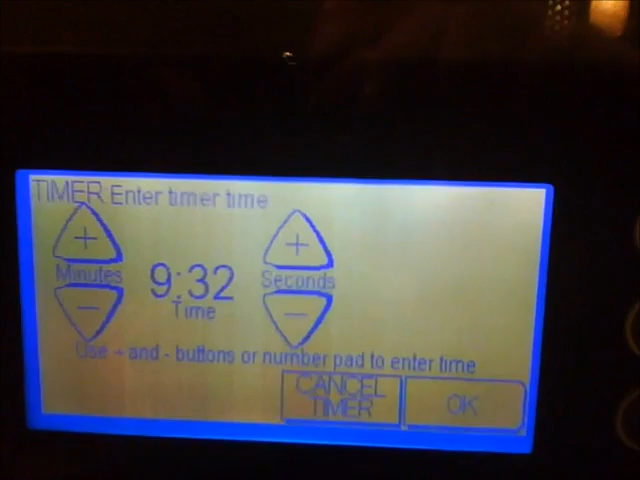 TIMER: Enter timer time
+ +
Minutes 9:32 Seconds
Time
- -
Use + and - buttons or number pad to enter time
CANCEL TIMER OK